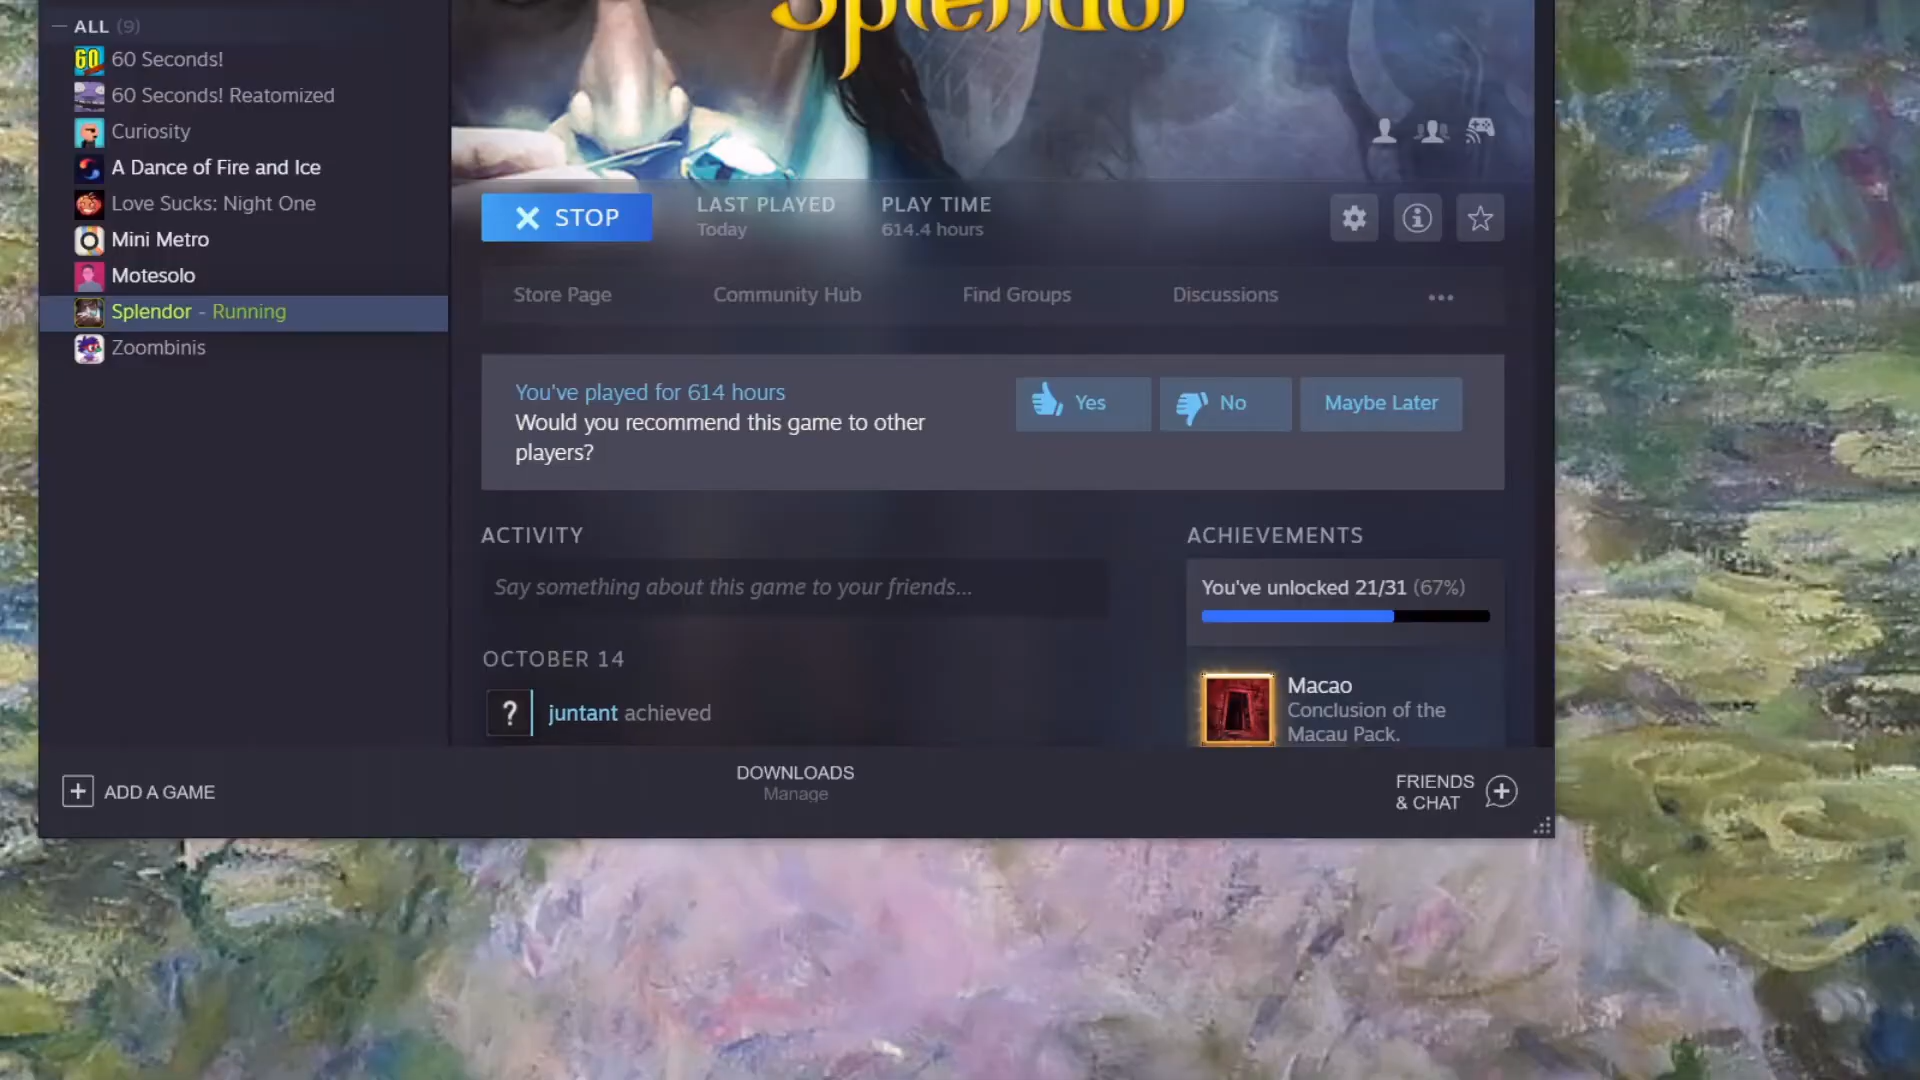 ALL (9)
Splendor
60 Seconds!
60 Seconds! Reatomized
Curiosity
A Dance of Fire and Ice
Love Sucks: Night One
Mini Metro
Motesolo
Splendor - Running
Zoombinis
STOP
LAST PLAYED
Today
PLAY TIME
614.4 hours
Store Page
Community Hub
Find Groups
Discussions
You've played for 614 hours
Would you recommend this game to other
players?
Yes
No
Maybe Later
ACTIVITY
Say something about this game to your friends...
OCTOBER 14
? juntant achieved
ACHIEVEMENTS
You've unlocked 21/31 (67%)
Macao
Conclusion of the
Macau Pack.
ADD A GAME
DOWNLOADS
Manage
FRIENDS
& CHAT